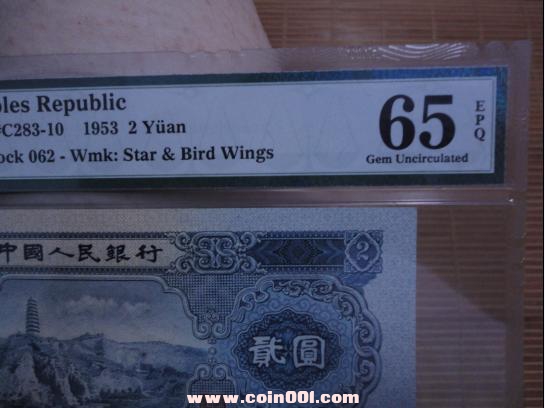 ples Republic
#C283-10 1953 2 Yüan
ock 062 - Wmk: Star & Bird Wings
65
EPQ
Gem Uncirculated
中國人民銀行
2
貳圓
www.coin001.com